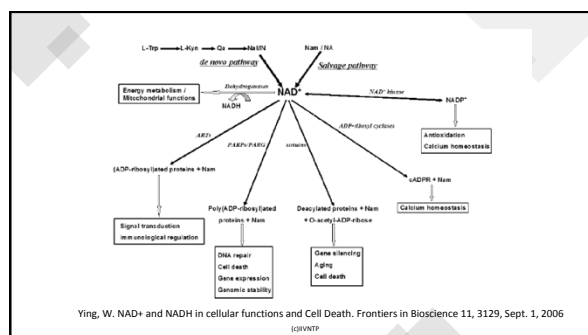 L-Trp L-Kyn Qa NaMN Nam / NA
de novo pathway Salvage pathway
Dehydrogenases
Energy metabolism /
Mitochondrial functions
NADH
NAD⁺
NAD⁺ kinase
NADP⁺
Antioxidation
Calcium homeostasis
ARTs
PARPs/PARG
sirtuins
ADP-ribosyl cyclases
(ADP-ribosyl)ated proteins + Nam
Signal transduction
Immunological regulation
Poly(ADP-ribosyl)ated
proteins + Nam
DNA repair
Cell death
Gene expression
Genomic stability
Deacylated proteins + Nam
+ O-acetyl-ADP-ribose
Gene silencing
Aging
Cell death
cADPR + Nam
Calcium homeostasis
Ying, W. NAD+ and NADH in cellular functions and Cell Death. Frontiers in Bioscience 11, 3129, Sept. 1, 2006
(c)IIVNTP